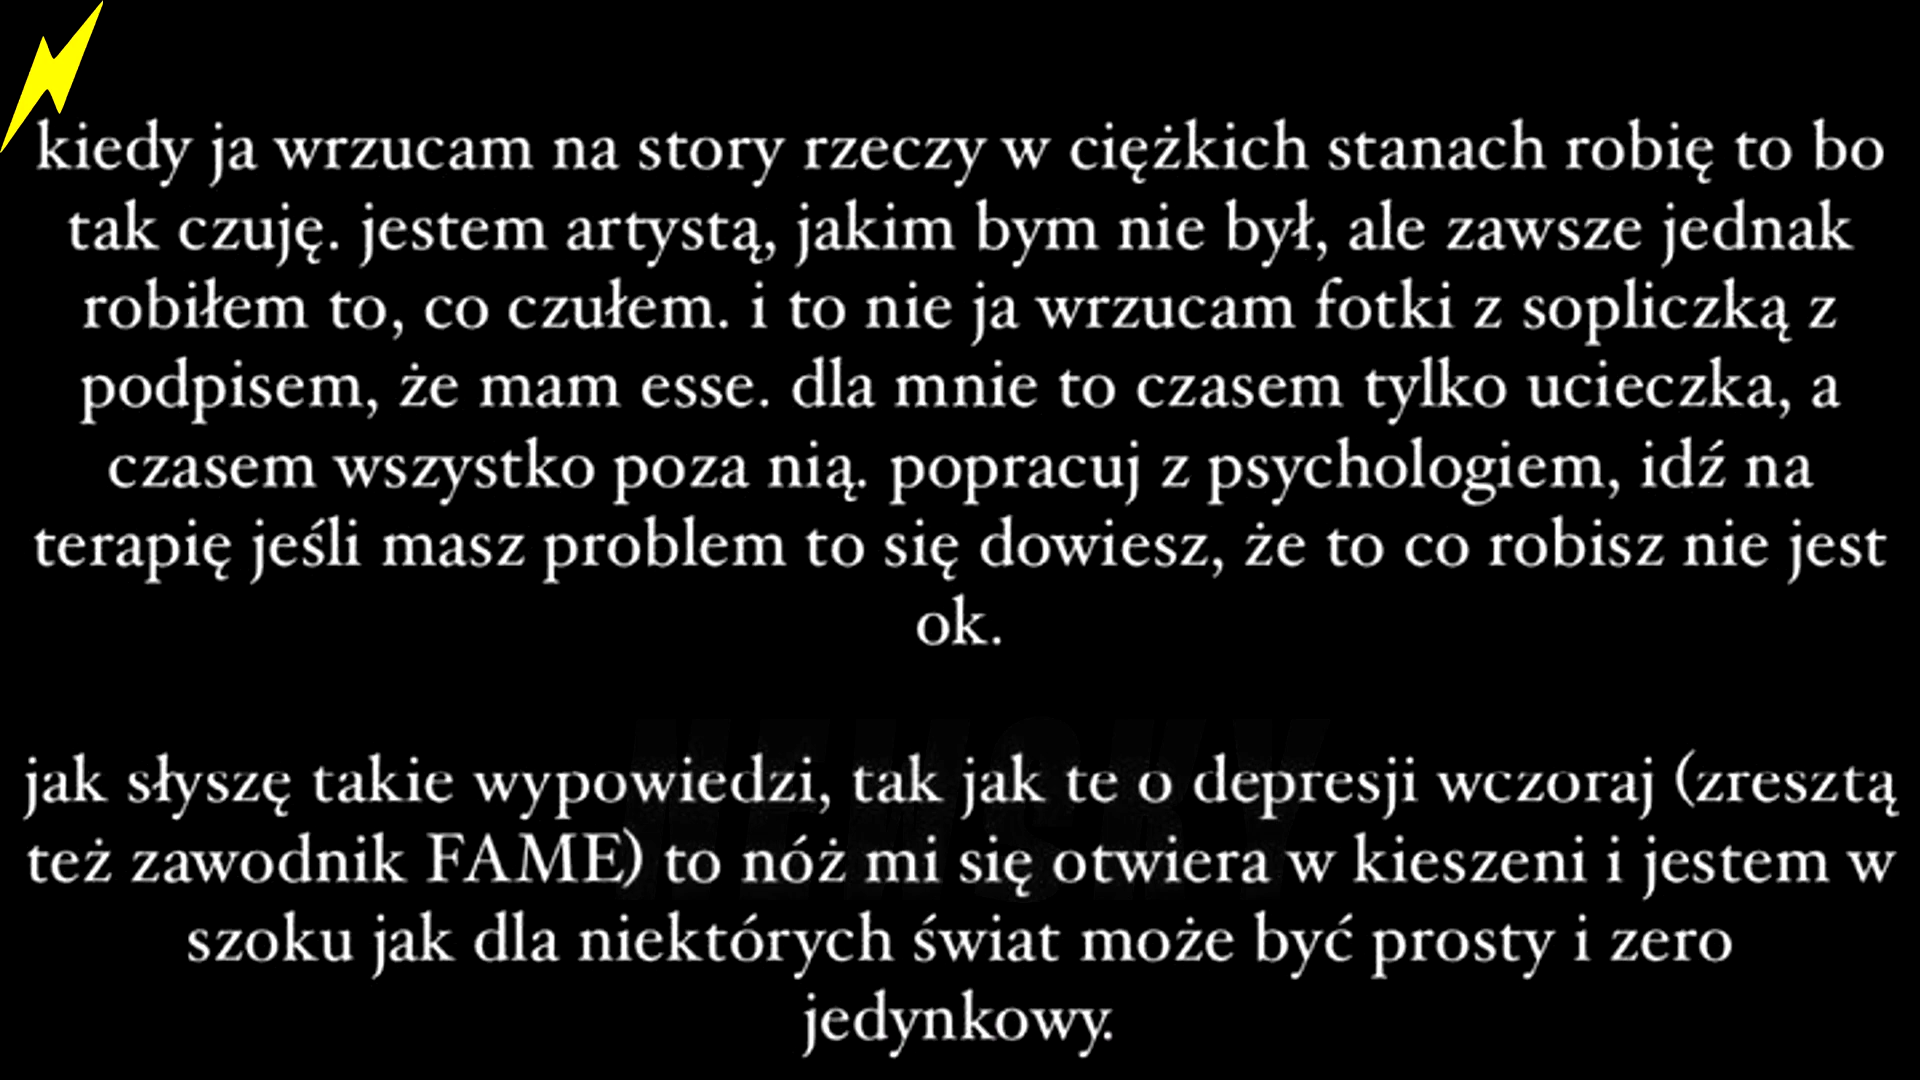 kiedy ja wrzucam na story rzeczy w ciężkich stanach robię to bo
tak czuję. jestem artystą, jakim bym nie był, ale zawsze jednak
robiłem to, co czułem. i to nie ja wrzucam fotki z sopliczką z
podpisem, że mam esse. dla mnie to czasem tylko ucieczka, a
czasem wszystko poza nią. popracuj z psychologiem, idź na
terapię jeśli masz problem to się dowiesz, że to co robisz nie jest
ok.
jak słyszę takie wypowiedzi, tak jak te o depresji wczoraj (zresztą
też zawodnik FAME) to nóż mi się otwiera w kieszeni i jestem w
szoku jak dla niektórych świat może być prosty i zero
jedynkowy.